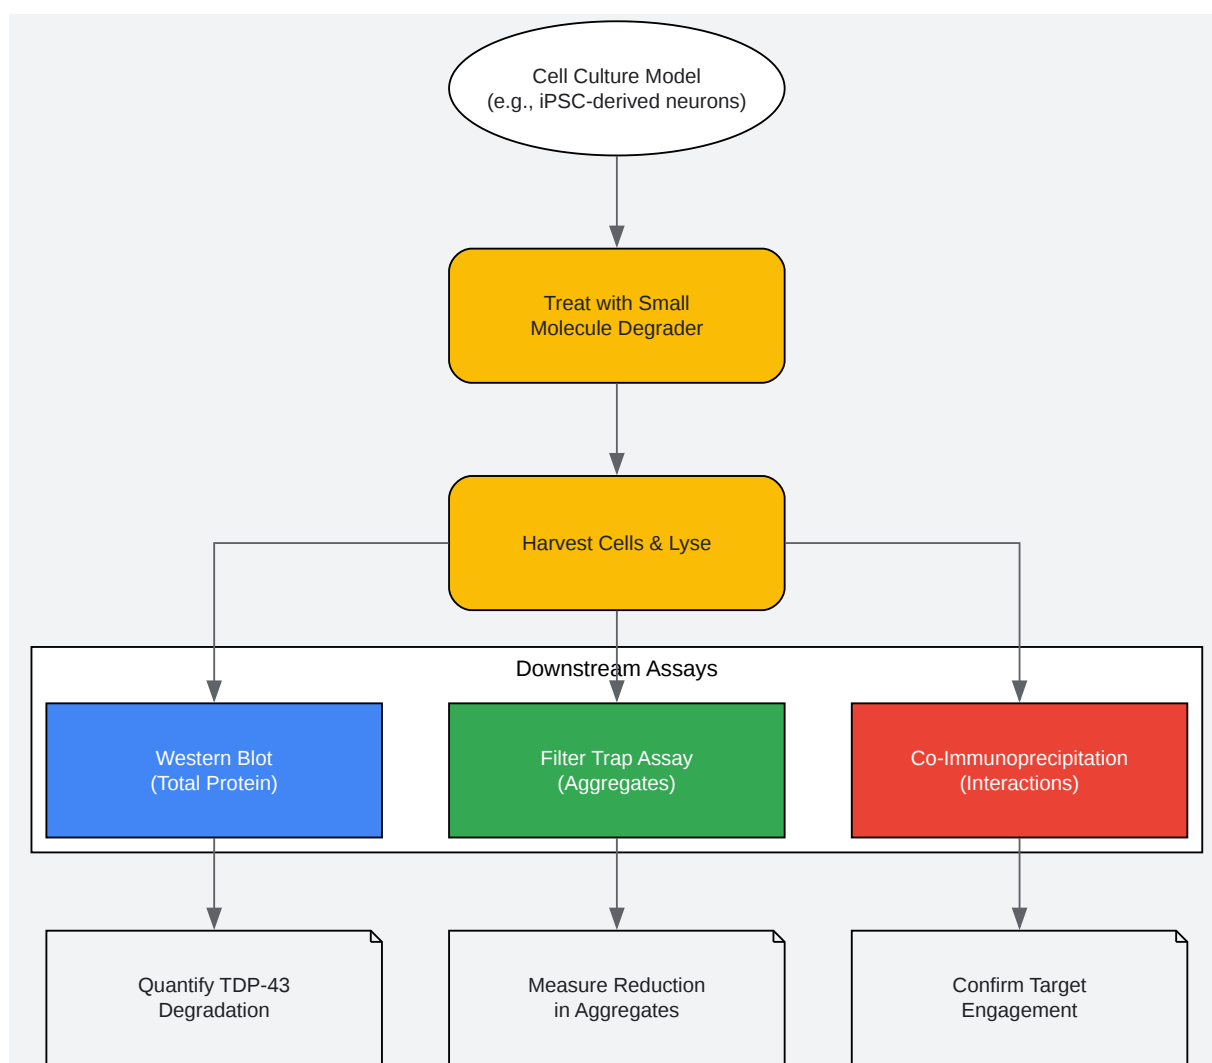 Cell Culture Model
(e.g., iPSC-derived neurons)
Treat with Small
Molecule Degrader
Harvest Cells & Lyse
Downstream Assays
Western Blot
(Total Protein)
Filter Trap Assay
(Aggregates)
Co-Immunoprecipitation
(Interactions)
Quantify TDP-43
Degradation
Measure Reduction
in Aggregates
Confirm Target
Engagement